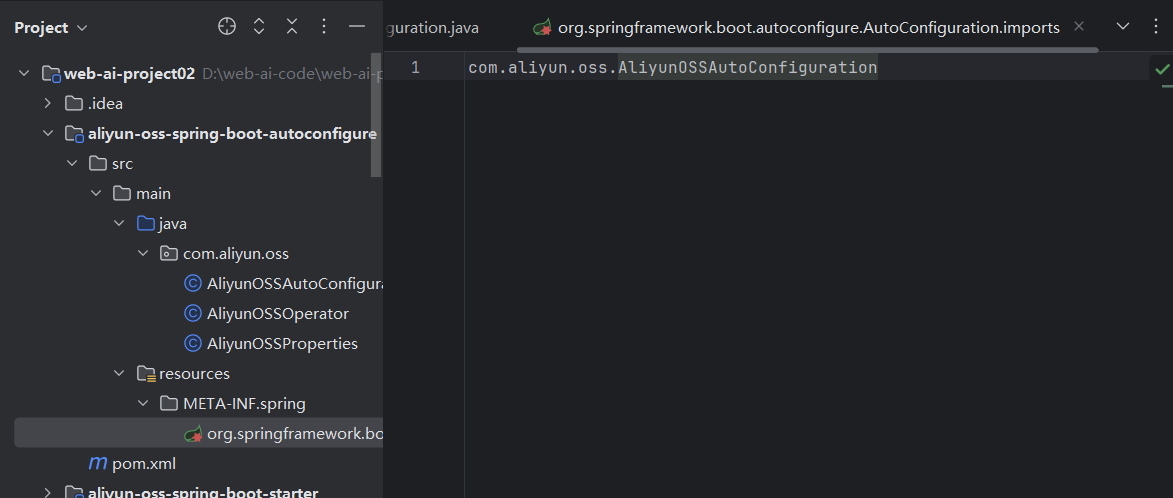 Project
web-ai-project02 D:\web-ai-code\web-ai-p
.idea
aliyun-oss-spring-boot-autoconfigure
src
main
java
com.aliyun.oss
AliyunOSSAutoConfigura
AliyunOSSOperator
AliyunOSSProperties
resources
META-INF.spring
org.springframework.bo
pom.xml
aliyun-oss-spring-boot-starter
guration.java
org.springframework.boot.autoconfigure.AutoConfiguration.imports
1 com.aliyun.oss.AliyunOSSAutoConfiguration